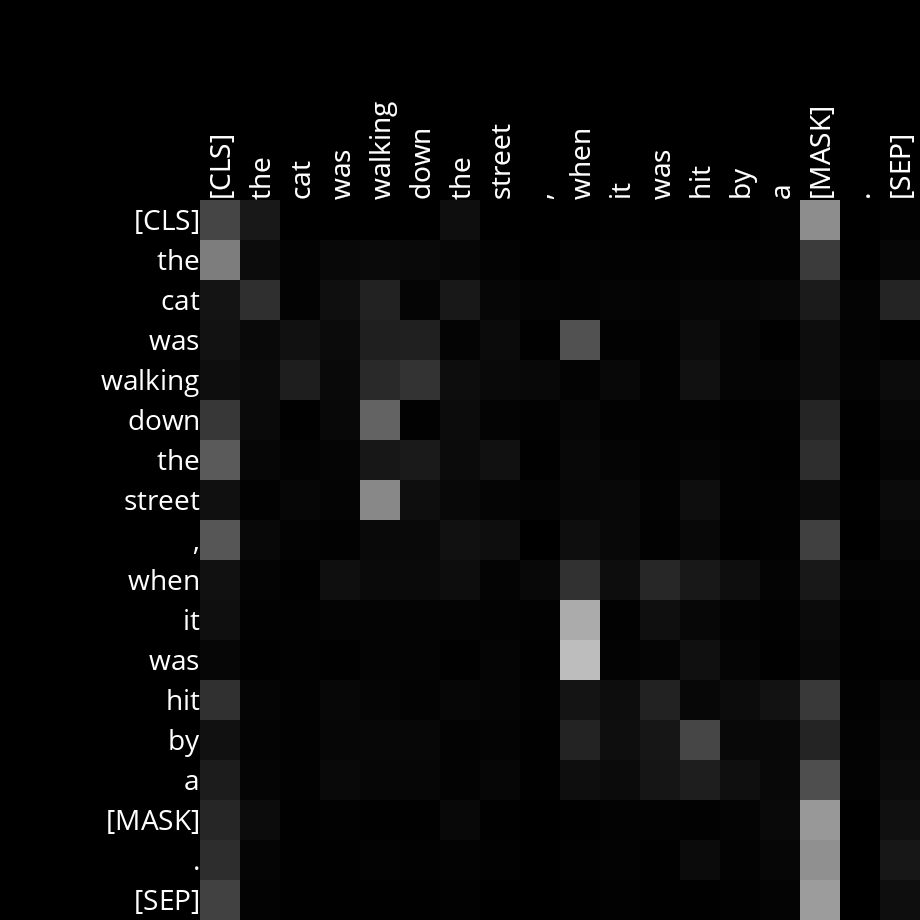 [CLS]
the
cat
was
walking
down
the
street
,
when
it
was
hit
by
a
[MASK]
.
[SEP]
[CLS]
the
cat
was
walking
down
the
street
,
when
it
was
hit
by
a
[MASK]
.
[SEP]